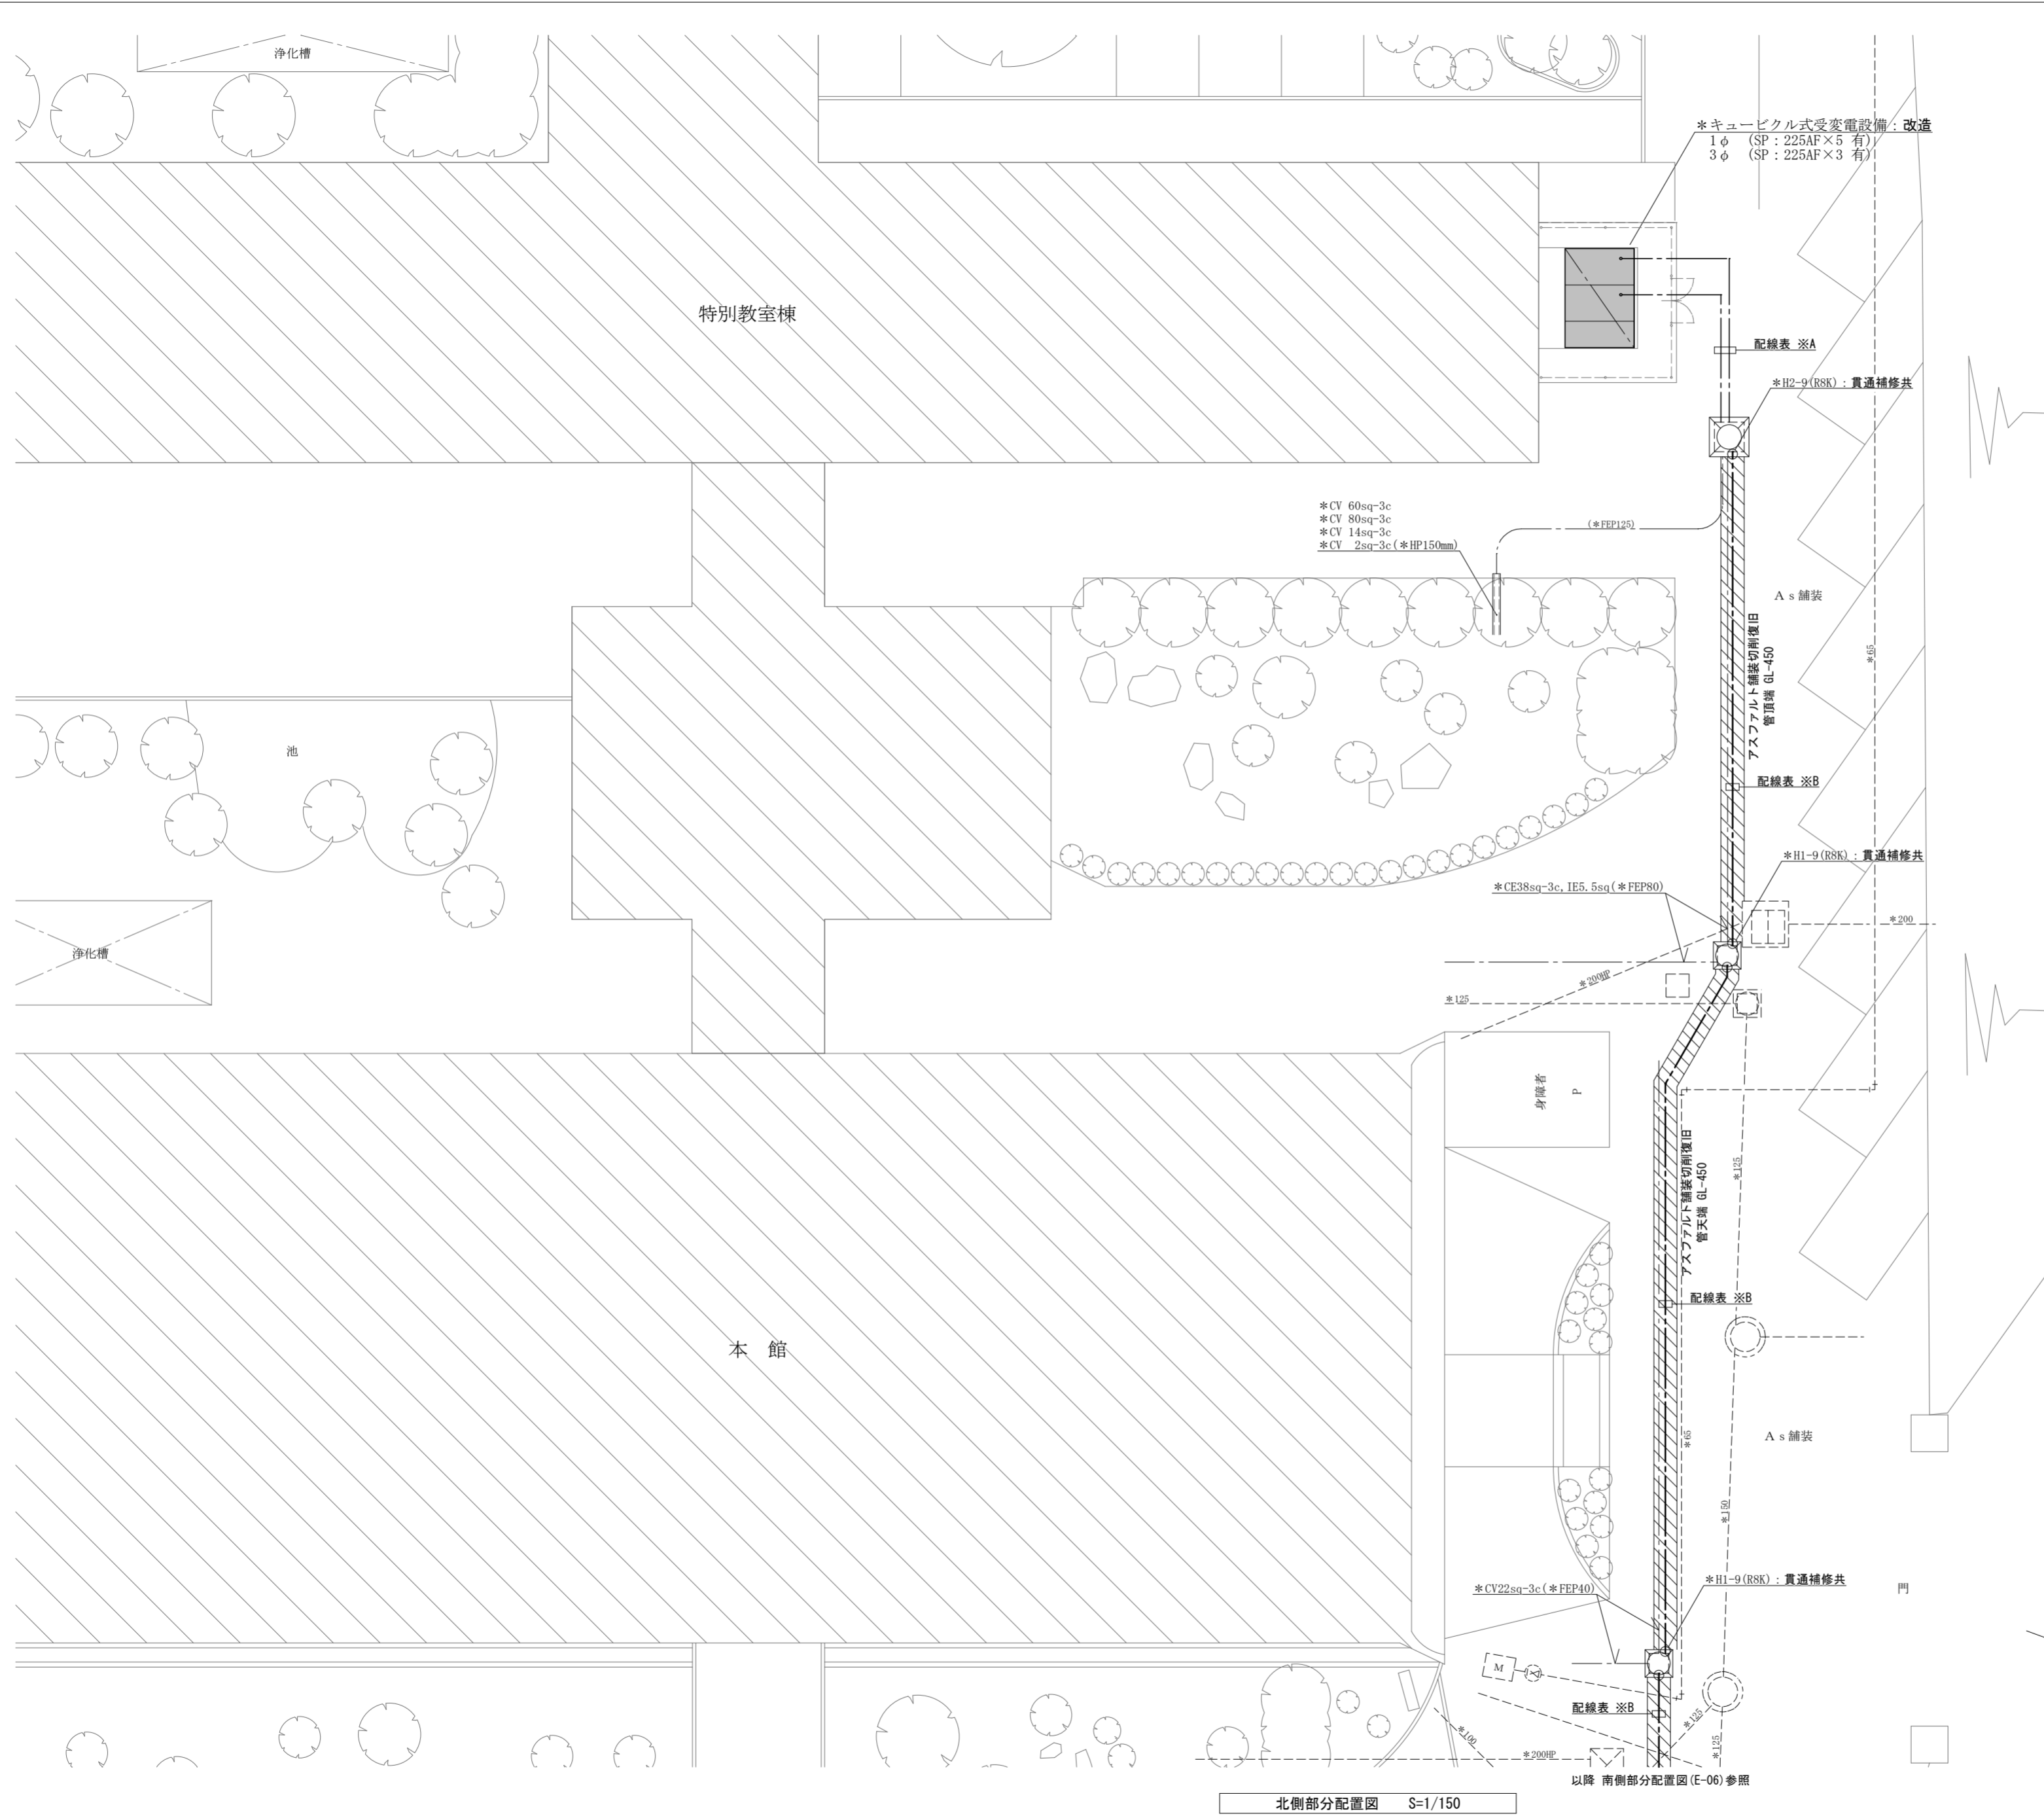 浄化槽
＊キュービクル式受変電設備：改造
1φ （SP：225AF×5 有）
3φ （SP：225AF×3 有）
特別教室棟
配線表 ※A
＊H2-9(R8K)：貫通補修共
＊CV 60sq-3c
＊CV 80sq-3c
＊CV 14sq-3c
＊CV 2sq-3c(＊HP150mm)
(＊FEP125)
Ａｓ舗装
アスファルト舗装切削復旧
管頂端 GL-450
＊65
池
配線表 ※B
＊H1-9(R8K)：貫通補修共
＊CE38sq-3c, IE5.5sq(＊FEP80)
＊200
浄化槽
＊200HP
＊125
身障者
P
アスファルト舗装切削復旧
管天端 GL-450
＊125
配線表 ※B
本 館
＊65
Ａｓ舗装
＊150
＊H1-9(R8K)：貫通補修共
＊CV22sq-3c(＊FEP40)
門
M
配線表 ※B
＊125
＊100
＊125
＊200HP
以降 南側部分配置図(E-06)参照
北側部分配置図 S=1/150